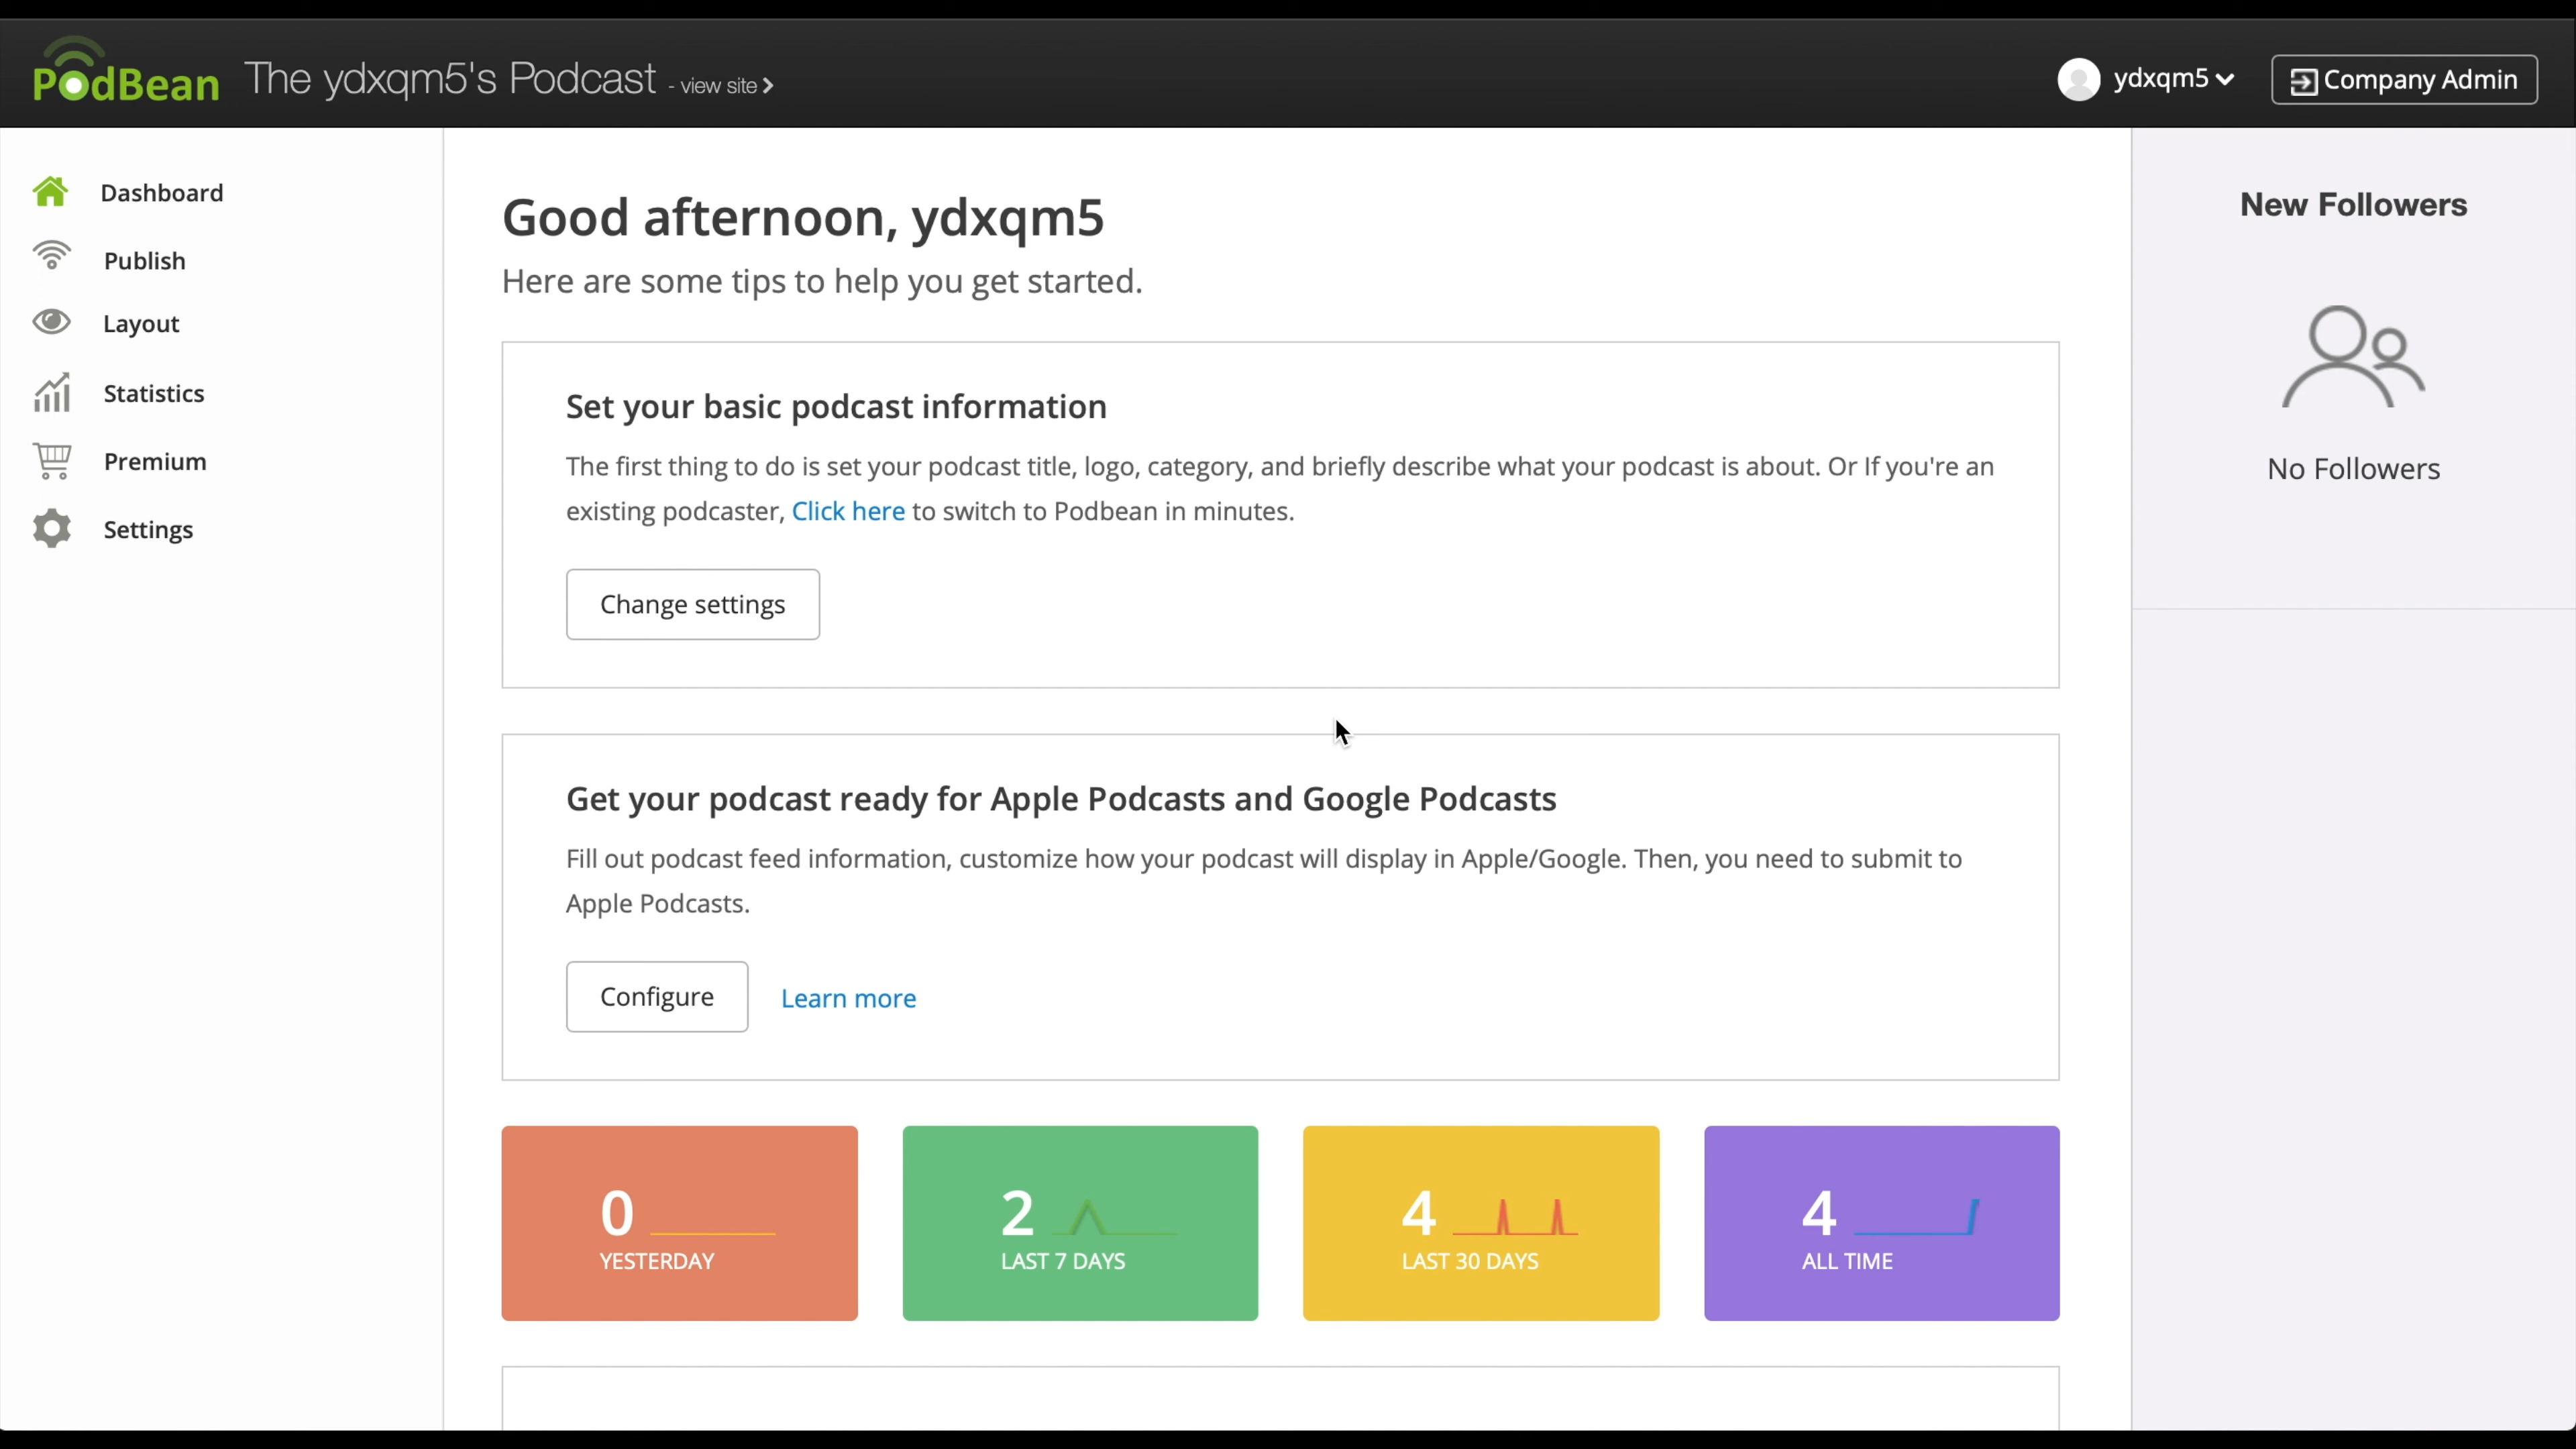 PodBean The ydxqm5's Podcast - view site
ydxqm5
Company Admin
Dashboard
Publish
Layout
Statistics
Premium
Settings
Good afternoon, ydxqm5
Here are some tips to help you get started.
Set your basic podcast information
The first thing to do is set your podcast title, logo, category, and briefly describe what your podcast is about. Or If you're an
existing podcaster, Click here to switch to Podbean in minutes.
Change settings
Get your podcast ready for Apple Podcasts and Google Podcasts
Fill out podcast feed information, customize how your podcast will display in Apple/Google. Then, you need to submit to
Apple Podcasts.
Configure Learn more
0
YESTERDAY
2
LAST 7 DAYS
4
LAST 30 DAYS
4
ALL TIME
New Followers
No Followers